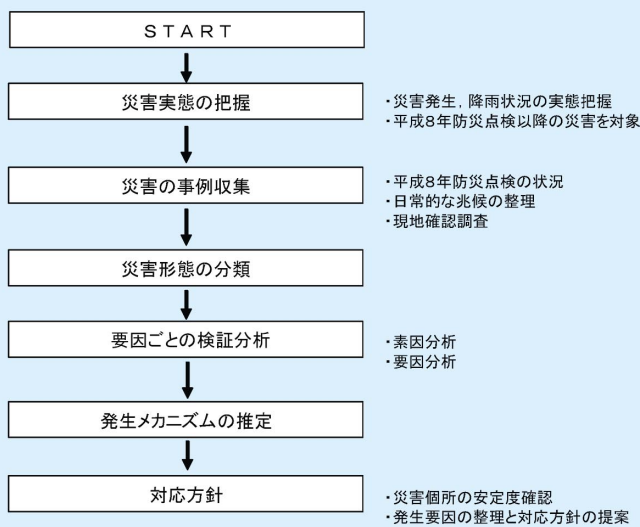 ＳＴＡＲＴ
災害実態の把握
・災害発生，降雨状況の実態把握
・平成８年防災点検以降の災害を対象
災害の事例収集
・平成８年防災点検の状況
・日常的な兆候の整理
・現地確認調査
災害形態の分類
要因ごとの検証分析
・素因分析
・要因分析
発生メカニズムの推定
対応方針
・災害個所の安定度確認
・発生要因の整理と対応方針の提案